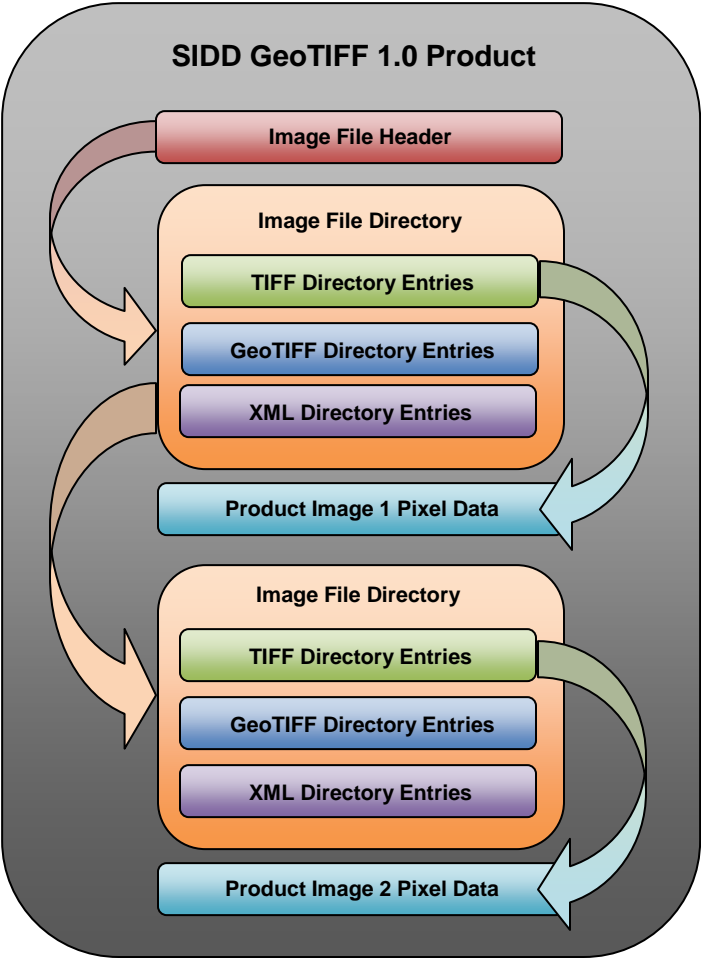 SIDD GeoTIFF 1.0 Product
Image File Header
Image File Directory
TIFF Directory Entries
GeoTIFF Directory Entries
XML Directory Entries
Product Image 1 Pixel Data
Image File Directory
TIFF Directory Entries
GeoTIFF Directory Entries
XML Directory Entries
Product Image 2 Pixel Data